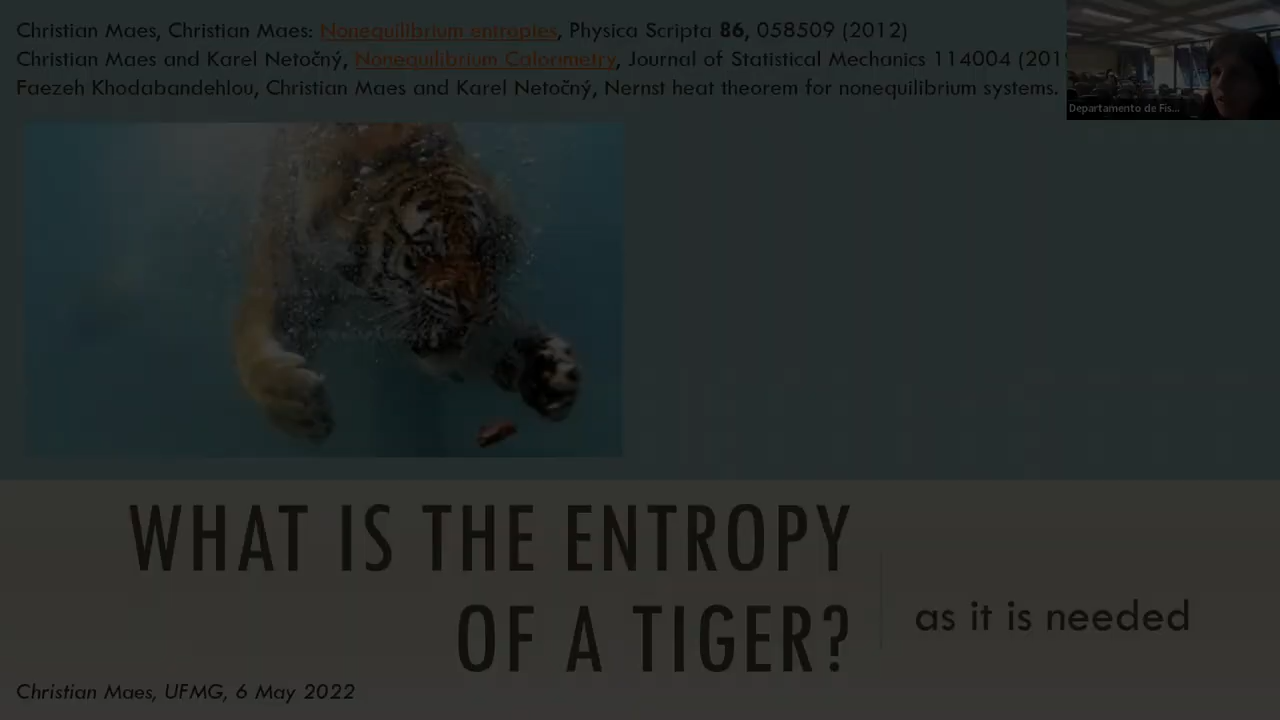 Christian Maes, Christian Maes: Nonequilibrium entropies, Physica Scripta 86, 058509 (2012)
Christian Maes and Karel Netočný, Nonequilibrium Calorimetry, Journal of Statistical Mechanics 114004 (201
Faezeh Khodabandehlou, Christian Maes and Karel Netočný, Nernst heat theorem for nonequilibrium systems.
Departamento de Fis...
WHAT IS THE ENTROPY
OF A TIGER?
as it is needed
Christian Maes, UFMG, 6 May 2022